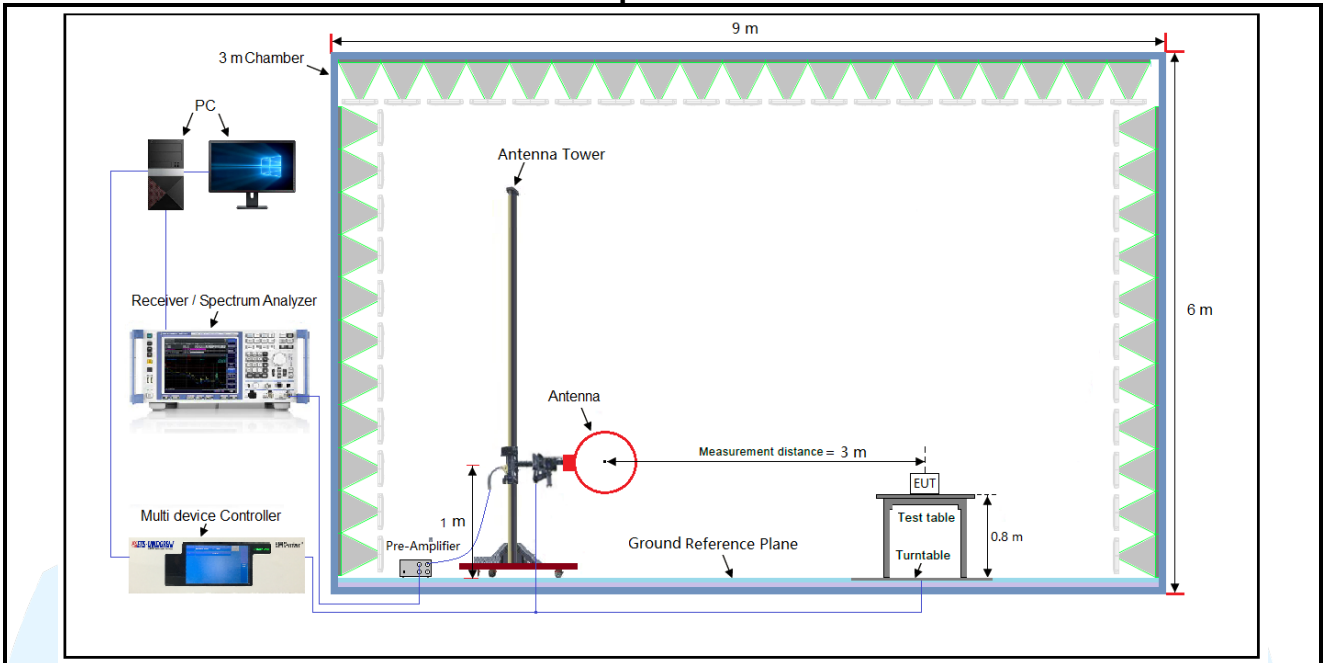 9 m
3 m Chamber
PC
Antenna Tower
Receiver / Spectrum Analyzer
6 m
Antenna
Measurement distance = 3 m
EUT
1 m
Test table
Multi device Controller
0.8 m
Pre-Amplifier
Ground Reference Plane
Turntable